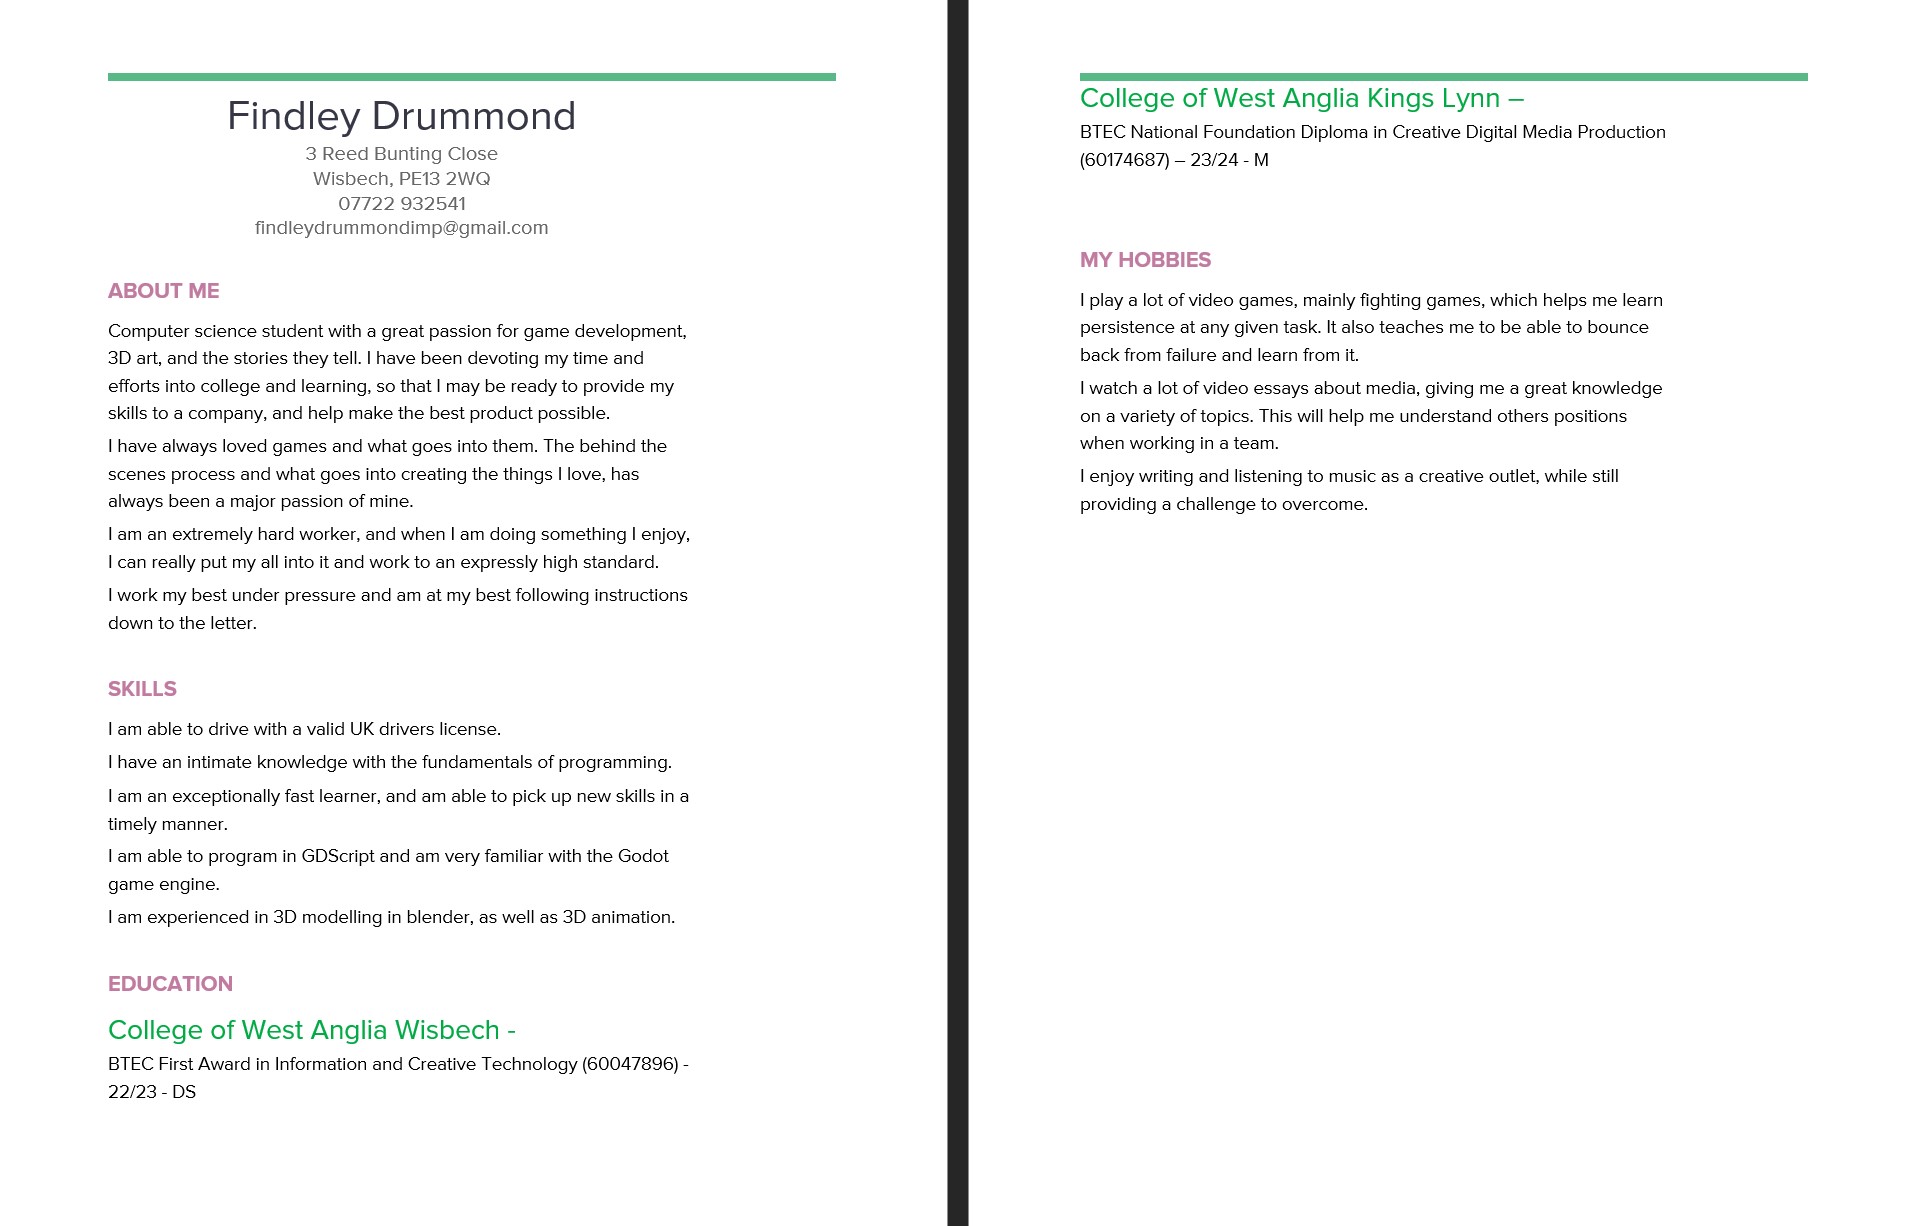 Findley Drummond
3 Reed Bunting Close
Wisbech, PE13 2WQ
07722 932541
findleydrummondimp@gmail.com
ABOUT ME
Computer science student with a great passion for game development,
3D art, and the stories they tell. I have been devoting my time and
efforts into college and learning, so that I may be ready to provide my
skills to a company, and help make the best product possible.
I have always loved games and what goes into them. The behind the
scenes process and what goes into creating the things I love, has
always been a major passion of mine.
I am an extremely hard worker, and when I am doing something I enjoy,
I can really put my all into it and work to an expressly high standard.
I work my best under pressure and am at my best following instructions
down to the letter.
SKILLS
I am able to drive with a valid UK drivers license.
I have an intimate knowledge with the fundamentals of programming.
I am an exceptionally fast learner, and am able to pick up new skills in a
timely manner.
I am able to program in GDScript and am very familiar with the Godot
game engine.
I am experienced in 3D modelling in blender, as well as 3D animation.
EDUCATION
College of West Anglia Wisbech -
BTEC First Award in Information and Creative Technology (60047896) -
22/23 - DS
College of West Anglia Kings Lynn –
BTEC National Foundation Diploma in Creative Digital Media Production
(60174687) – 23/24 - M
MY HOBBIES
I play a lot of video games, mainly fighting games, which helps me learn
persistence at any given task. It also teaches me to be able to bounce
back from failure and learn from it.
I watch a lot of video essays about media, giving me a great knowledge
on a variety of topics. This will help me understand others positions
when working in a team.
I enjoy writing and listening to music as a creative outlet, while still
providing a challenge to overcome.